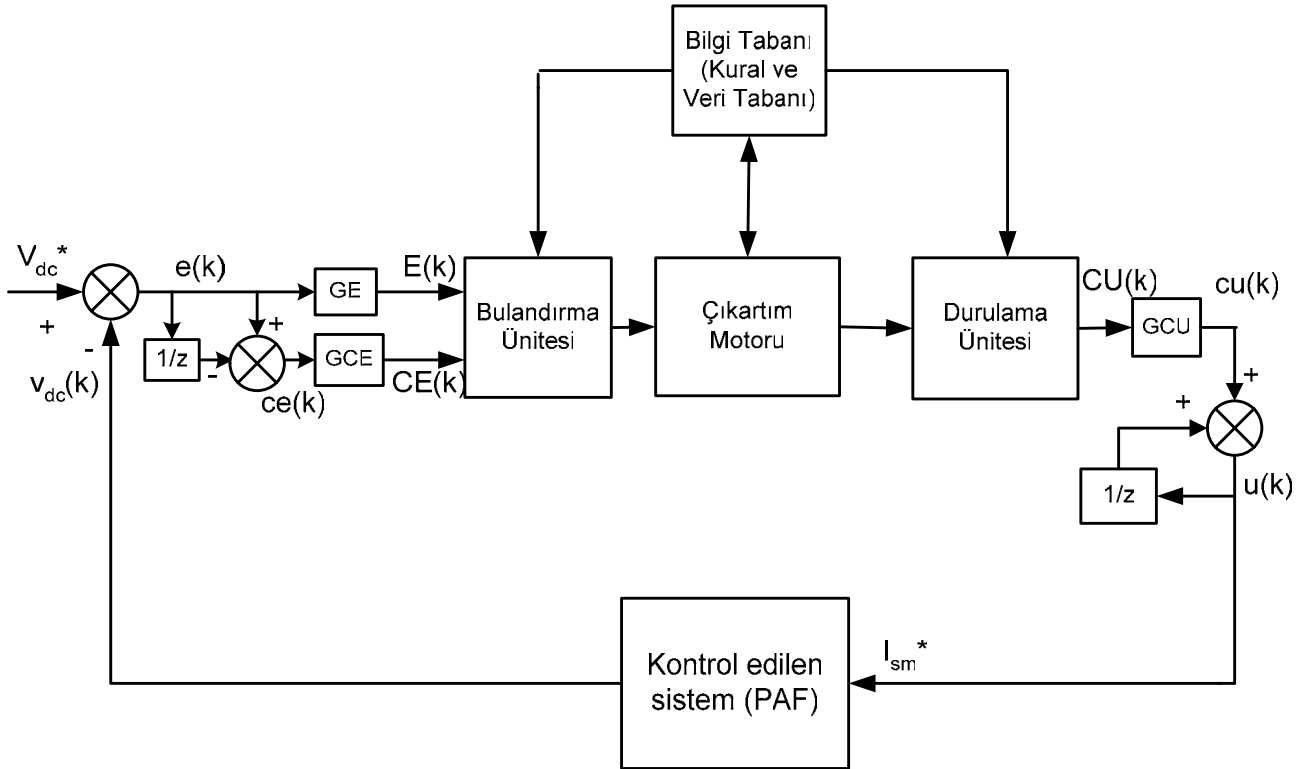 Bilgi Tabanı
(Kural ve
Veri Tabanı)
V_dc*
+
-
v_dc(k)
e(k)
1/z
+
-
ce(k)
GE
GCE
E(k)
CE(k)
Bulandırma
Ünitesi
Çıkartım
Motoru
Durulama
Ünitesi
CU(k)
GCU
cu(k)
+
+
1/z
u(k)
I_sm*
Kontrol edilen
sistem (PAF)